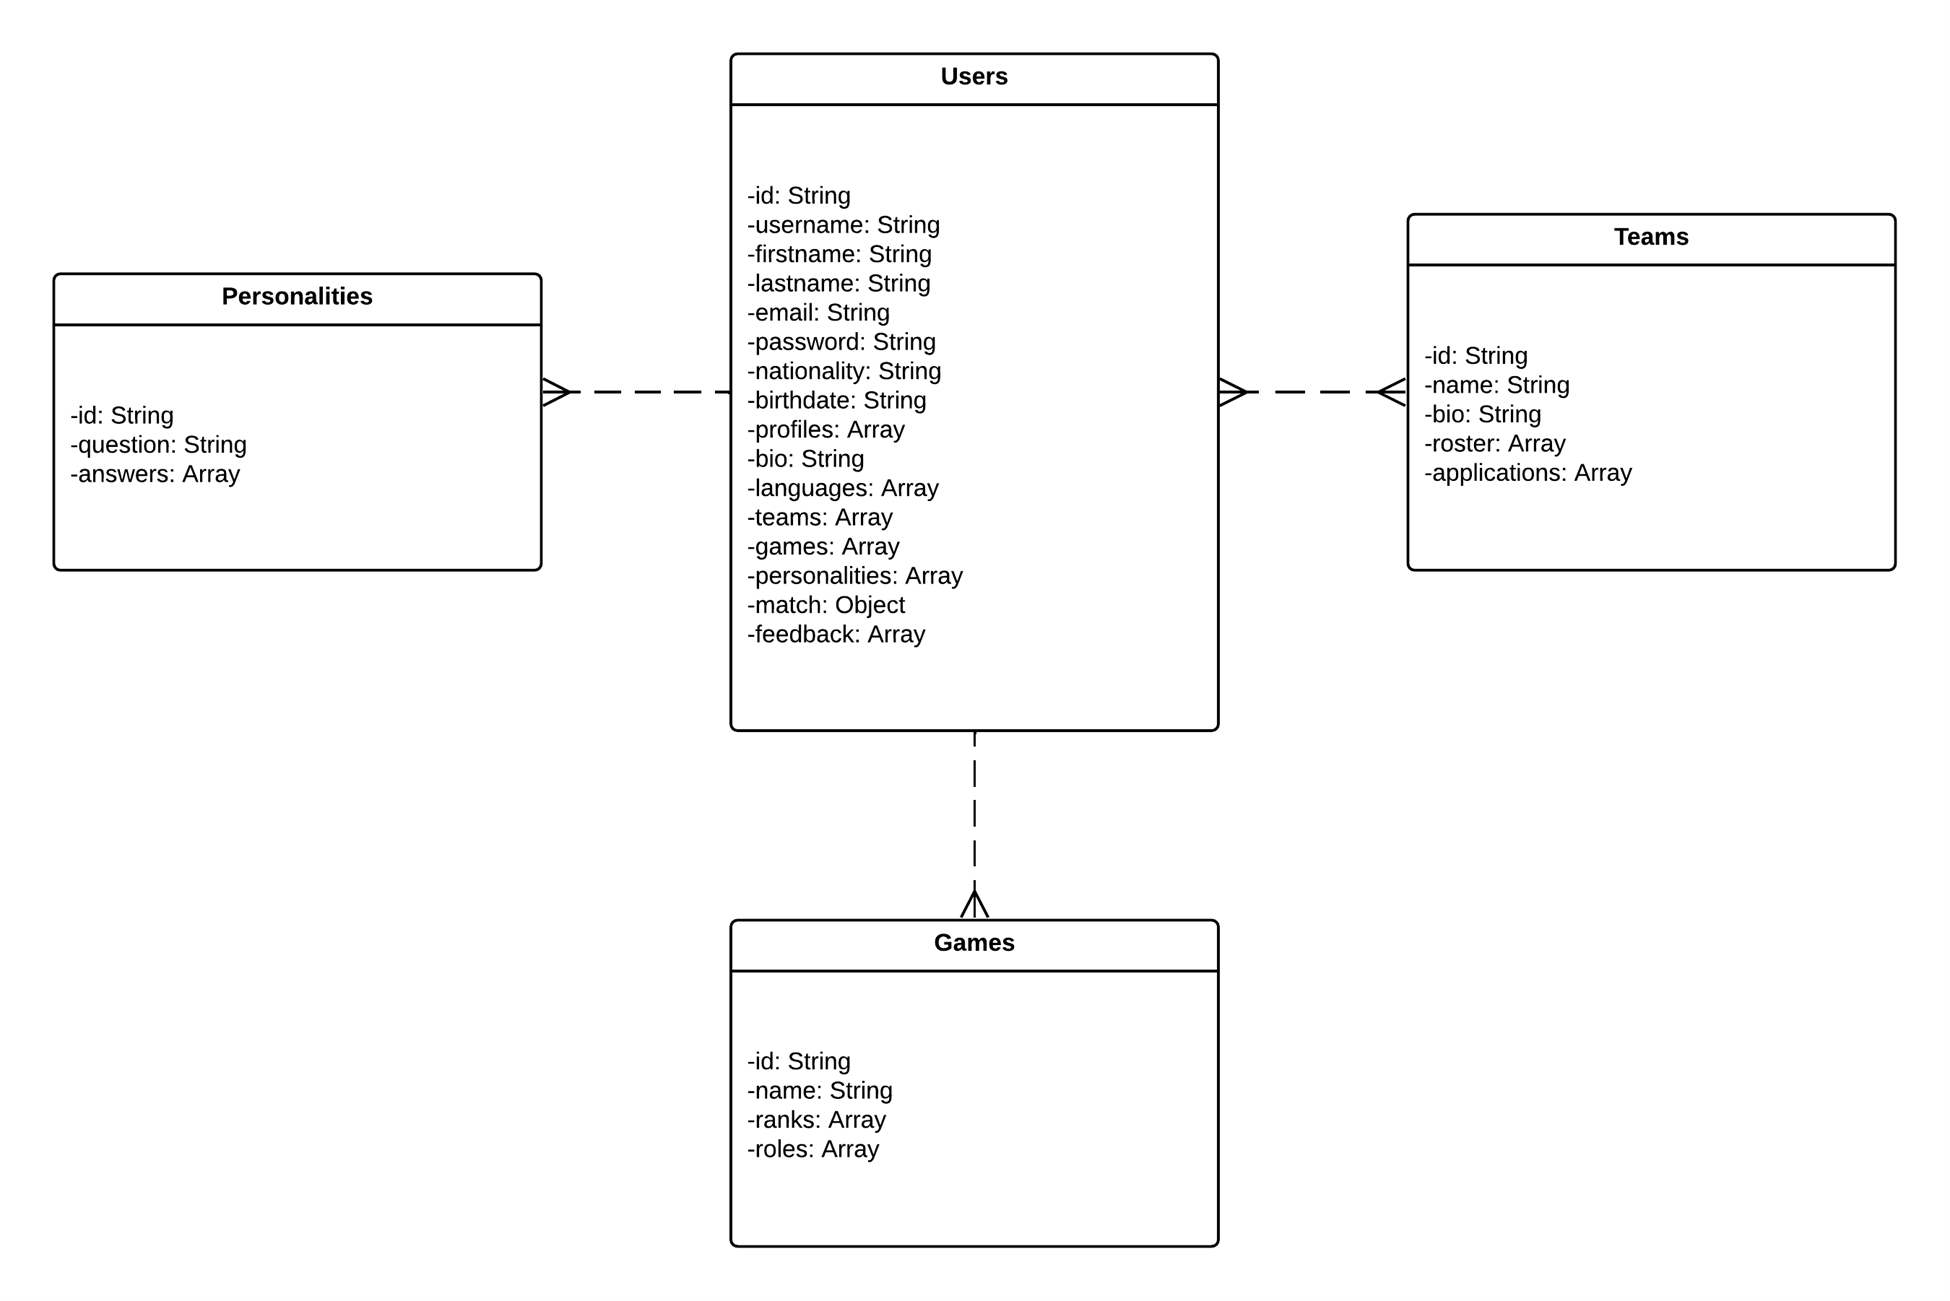 Users
-id: String
-username: String
-firstname: String
-lastname: String
-email: String
-password: String
-nationality: String
-birthdate: String
-profiles: Array
-bio: String
-languages: Array
-teams: Array
-games: Array
-personalities: Array
-match: Object
-feedback: Array
Personalities
-id: String
-question: String
-answers: Array
Teams
-id: String
-name: String
-bio: String
-roster: Array
-applications: Array
Games
-id: String
-name: String
-ranks: Array
-roles: Array